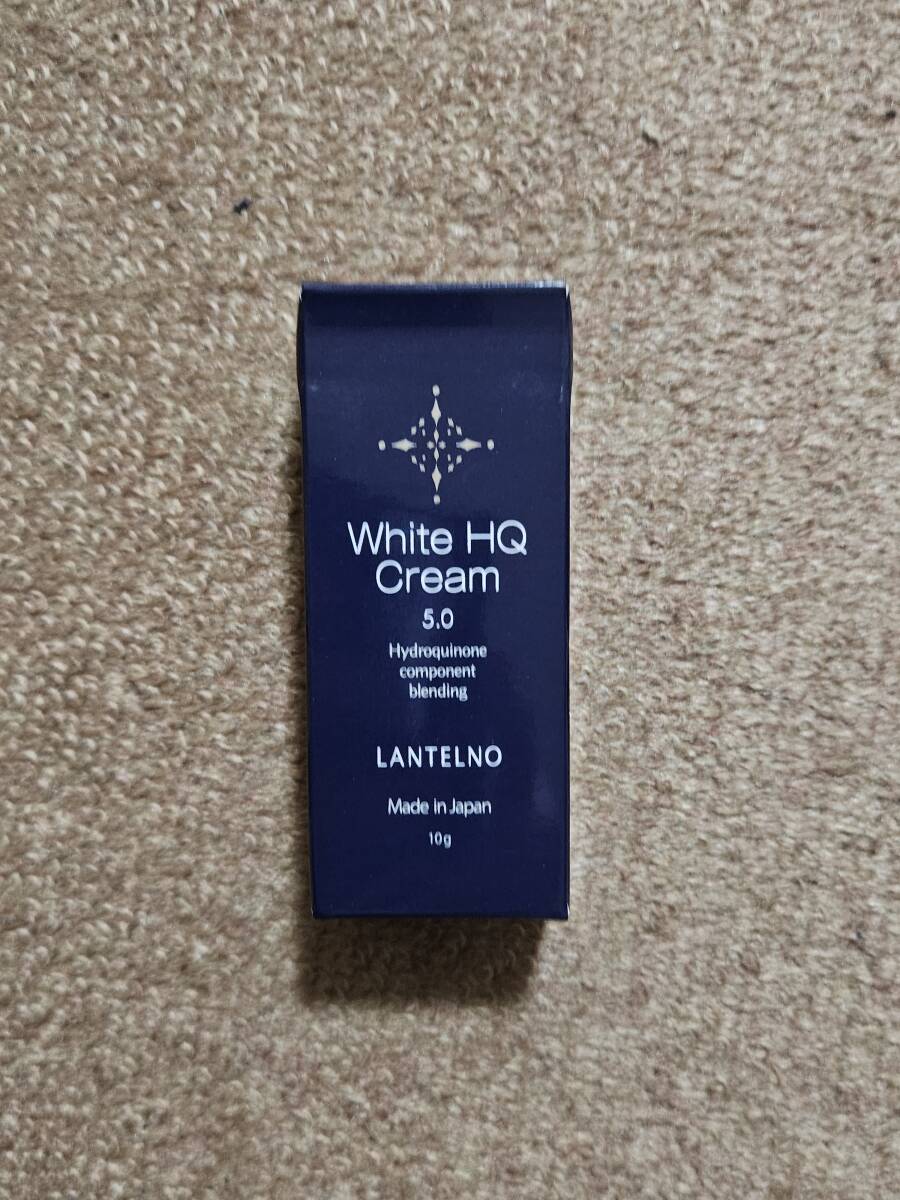 White HQ
Cream
5.0
Hydroquinone
component
blending
LANTELNO
Made in Japan
10g